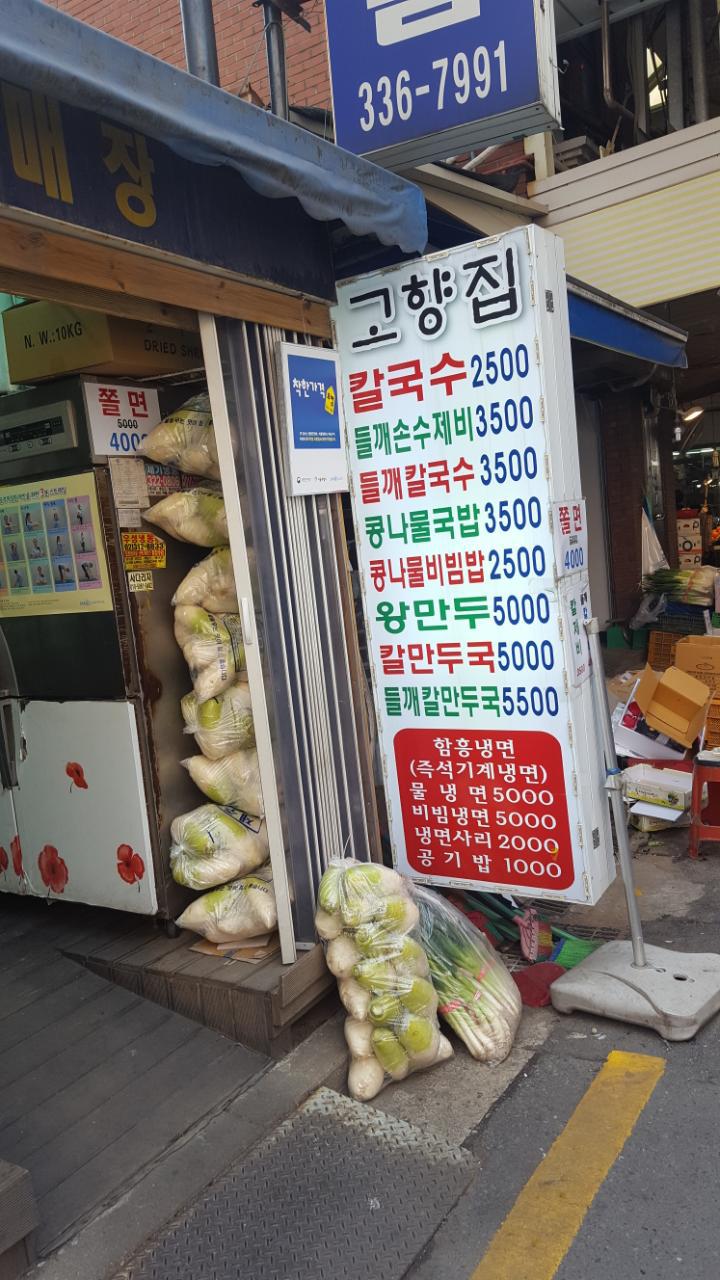 336-7991
매장
N. W.:10KG
DRIED
쫄면
5000
4000
착한가격
322-0806
고향집
칼국수 2500
들깨손수제비 3500
들깨칼국수 3500
콩나물국밥 3500
콩나물비빔밥 2500
왕만두 5000
칼만두국 5000
들깨칼만두국 5500
쫄면
4000
함흥냉면
(즉석기계냉면)
물냉면 5000
비빔냉면 5000
냉면사리 2000
공기밥 1000